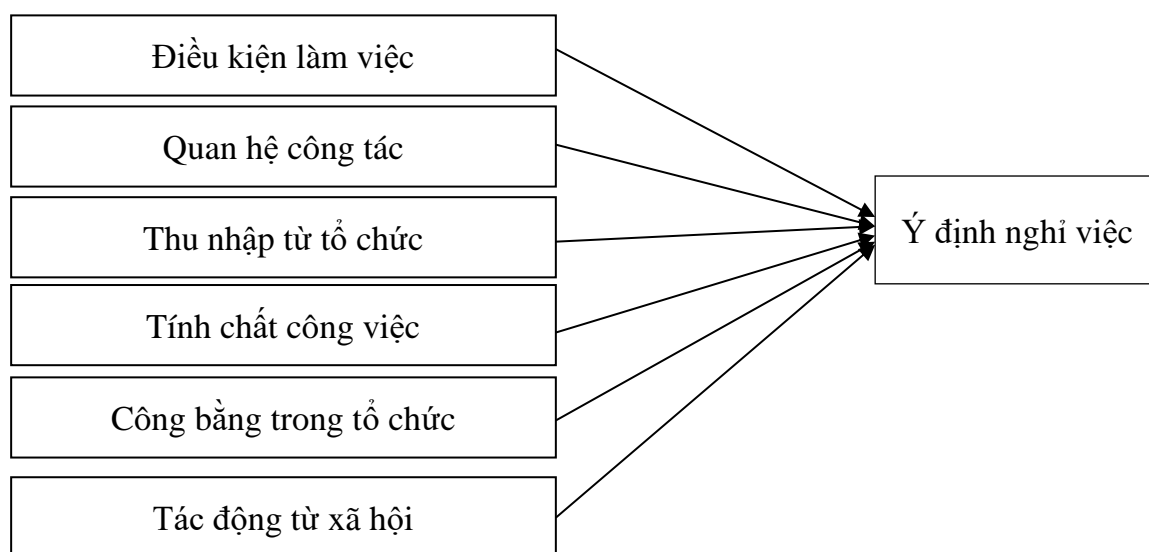 Điều kiện làm việc
Quan hệ công tác
Thu nhập từ tổ chức
Tính chất công việc
Công bằng trong tổ chức
Tác động từ xã hội
Ý định nghỉ việc